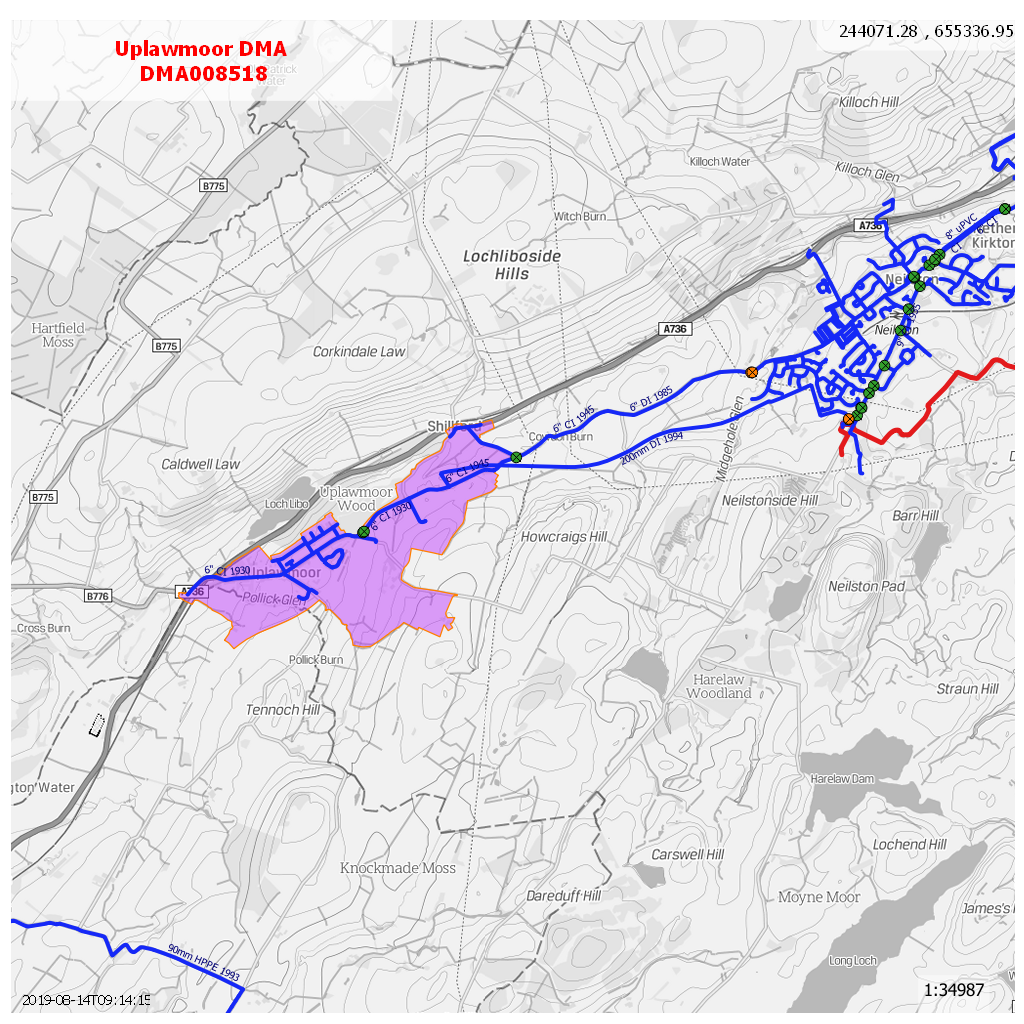 Uplawmoor DMA
DMA008518
244071.28 , 655336.95
Killoch Hill
Killoch Water
Killoch Glen
B775
Witch Burn
A736
8" uPVC
Kirkton
Lochliboside
Hills
Neilston
Hartfield
Moss
B775
A736
Neilston
Corkindale Law
6" DI 1985
6" CI 1945
Midgehole Glen
200mm DI 1994
Caldwell Law
6" CI 1945
B775
Loch Libo
Uplawmoor
Wood
6" CI 1930
Neilstonside Hill
Barr Hill
Howcraigs Hill
6" CI 1930
Uplawmoor
A736
B776
Pollick Glen
Neilston Pad
Cross Burn
Pollick Burn
Harelaw
Woodland
Straun Hill
Tennoch Hill
Harelaw Dam
Water
Carswell Hill
Lochend Hill
Knockmade Moss
Dareduff Hill
Moyne Moor
James's
Long Loch
90mm HPPE 1993
1:34987
2019-08-14T09:14:15